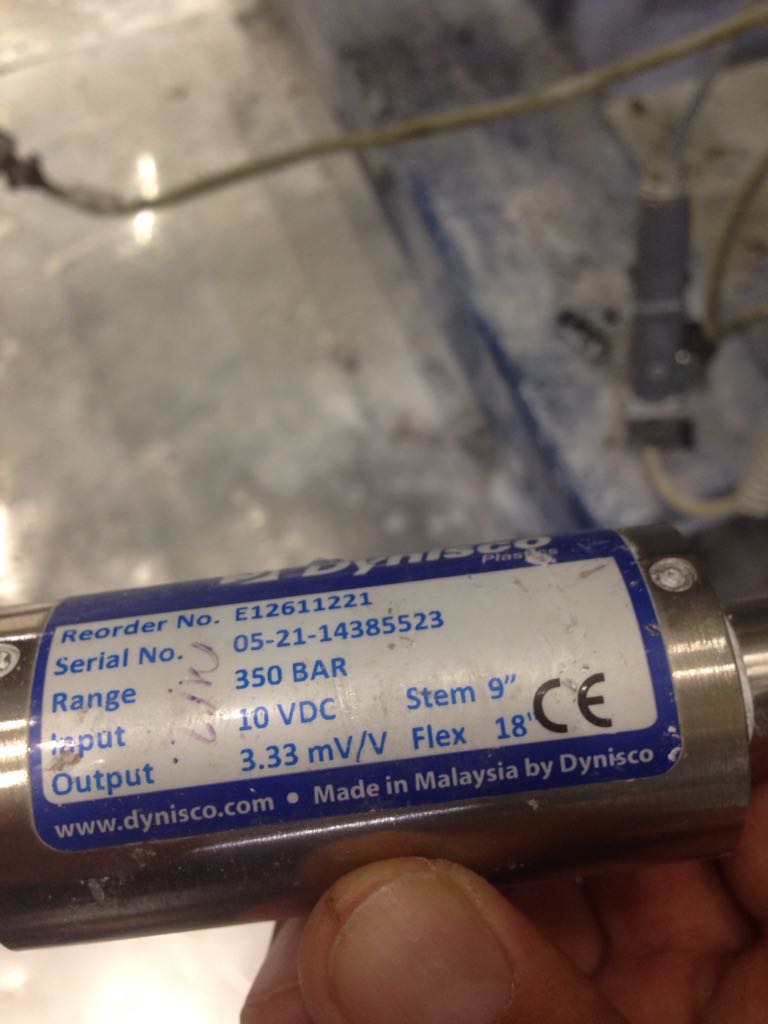 Dynisco
Plastics
Reorder No. E12611221
Serial No. 05-21-14385523
Range 350 BAR
Input 10 VDC Stem 9"
Output 3.33 mV/V Flex 18"
CE
www.dynisco.com • Made in Malaysia by Dynisco